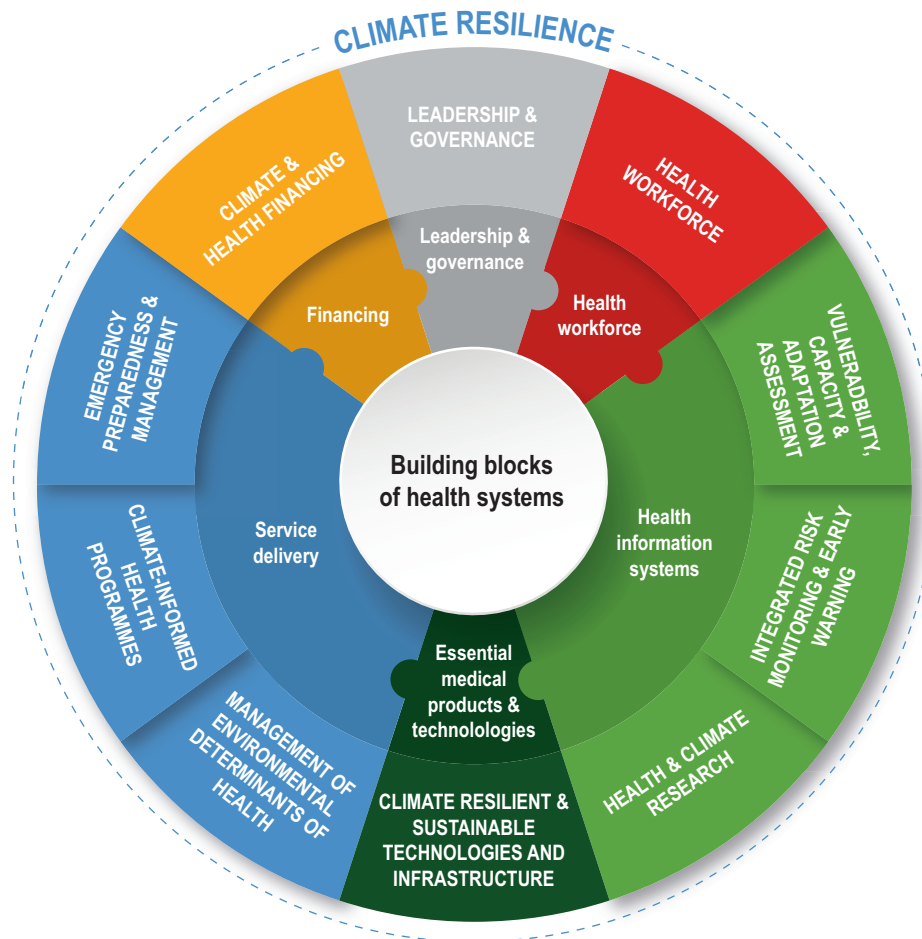 CLIMATE RESILIENCE
LEADERSHIP &
GOVERNANCE
HEALTH
WORKFORCE
VULNERADBILITY,
CAPACITY &
ADAPTATION
ASSESSMENT
INTEGRATED RISK
MONITORING & EARLY
WARNING
HEALTH & CLIMATE
RESEARCH
CLIMATE RESILIENT &
SUSTAINABLE
TECHNOLOGIES AND
INFRASTRUCTURE
MANAGEMENT OF
ENVIRONMENTAL
DETERMINANTS OF
HEALTH
CLIMATE-INFORMED
HEALTH
PROGRAMMES
EMERGENCY
PREPAREDNESS &
MANAGEMENT
CLIMATE &
HEALTH FINANCING
Leadership &
governance
Health
workforce
Health
information
systems
Essential
medical
products &
technolologies
Service
delivery
Financing
Building blocks
of health systems